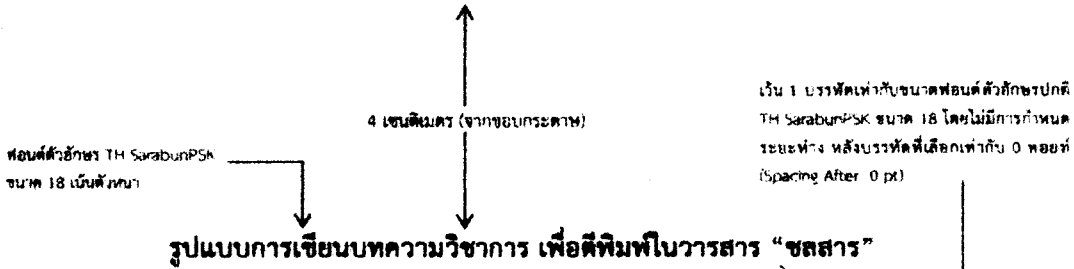 4 เซนติเมตร (จากขอบกระดาษ)
เว้น 1 บรรทัดเท่ากับขนาดฟอนต์ตัวอักษรปกติ
TH SarabunPSK ขนาด 18 โดยไม่มีการกำหนด
ระยะห่าง หลังบรรทัดที่เลือกเท่ากับ 0 พอยท์
(Spacing After 0 pt)
ฟอนต์ตัวอักษร TH SarabunPSK
ขนาด 18 เน้นตัวหนา
รูปแบบการเขียนบทความวิชาการ เพื่อตีพิมพ์ในวารสาร “ชลสาร”